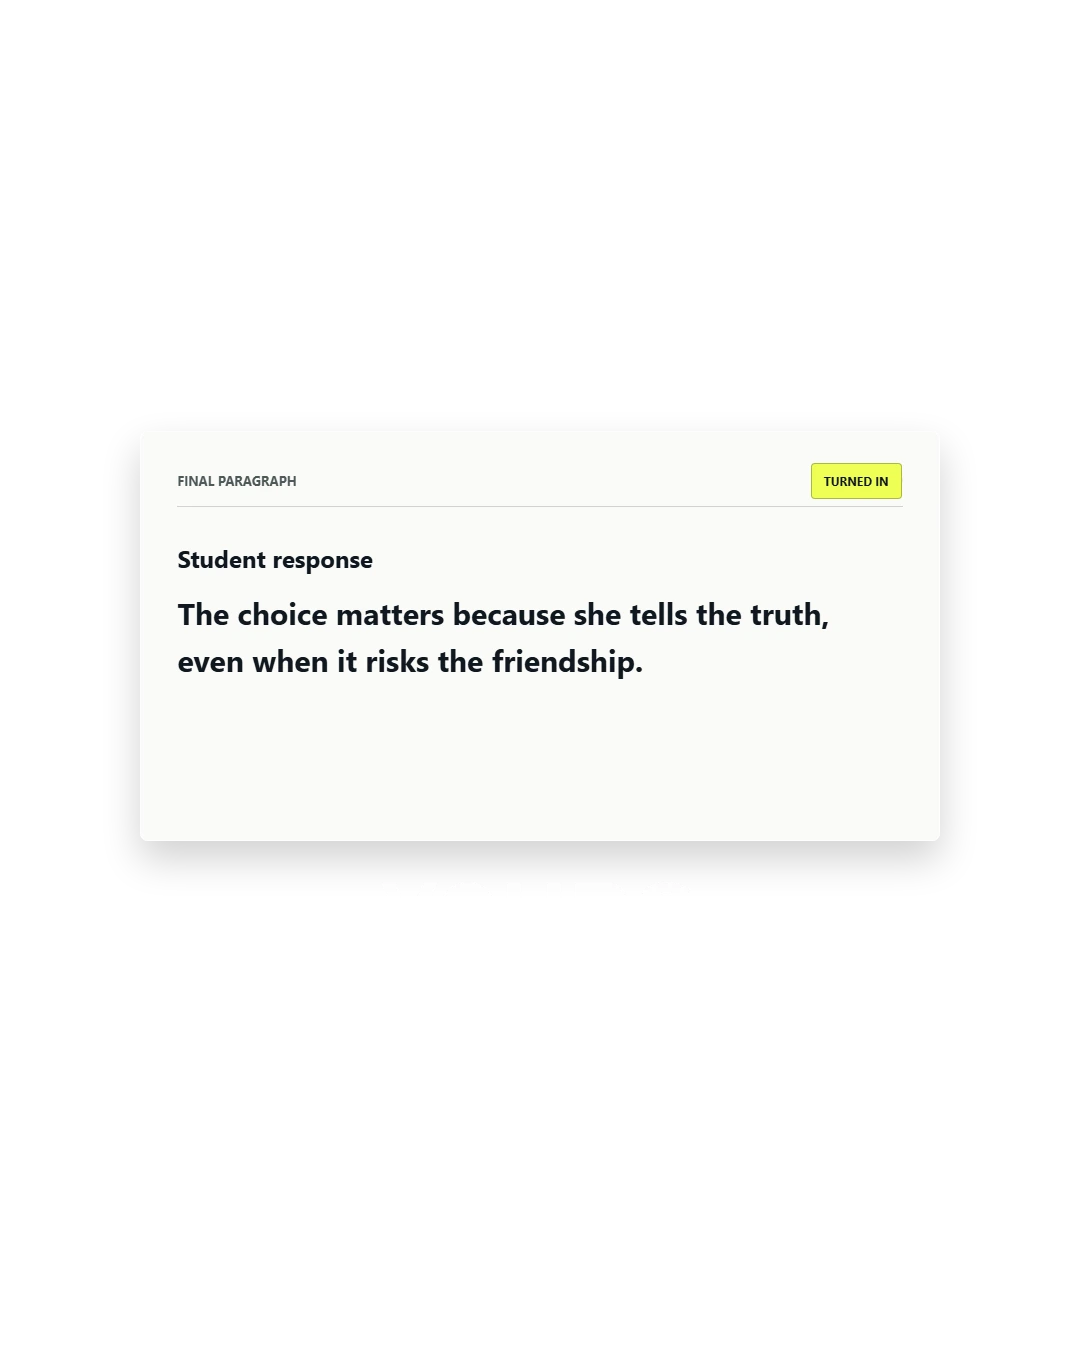 FINAL PARAGRAPH
TURNED IN
Student response
The choice matters because she tells the truth,
even when it risks the friendship.